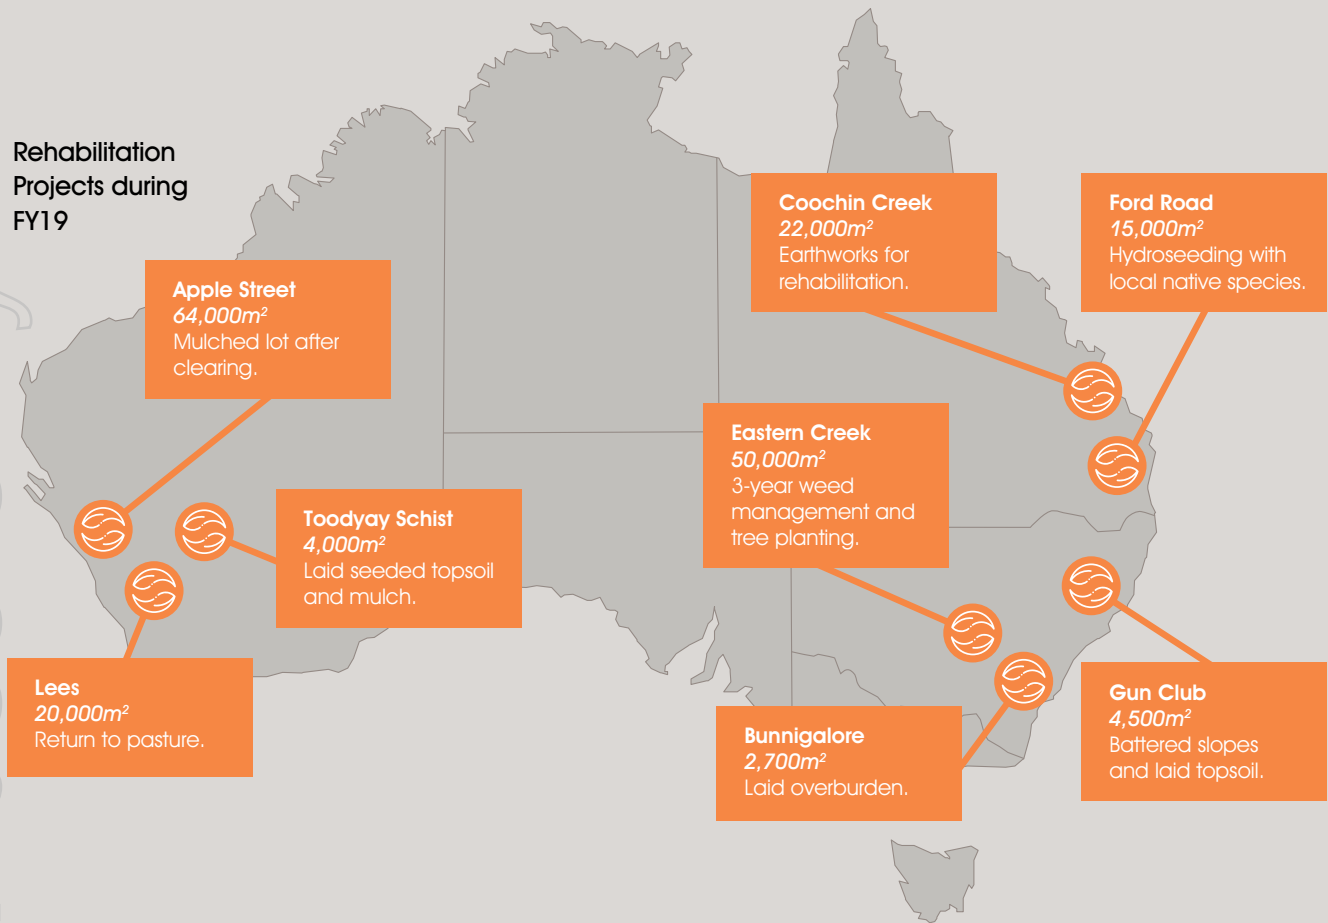 Rehabilitation
Projects during
FY19
Apple Street
64,000m²
Mulched lot after
clearing.
Coochin Creek
22,000m²
Earthworks for
rehabilitation.
Ford Road
15,000m²
Hydroseeding with
local native species.
Eastern Creek
50,000m²
3-year weed
management and
tree planting.
Toodyay Schist
4,000m²
Laid seeded topsoil
and mulch.
Lees
20,000m²
Return to pasture.
Bunnigalore
2,700m²
Laid overburden.
Gun Club
4,500m²
Battered slopes
and laid topsoil.